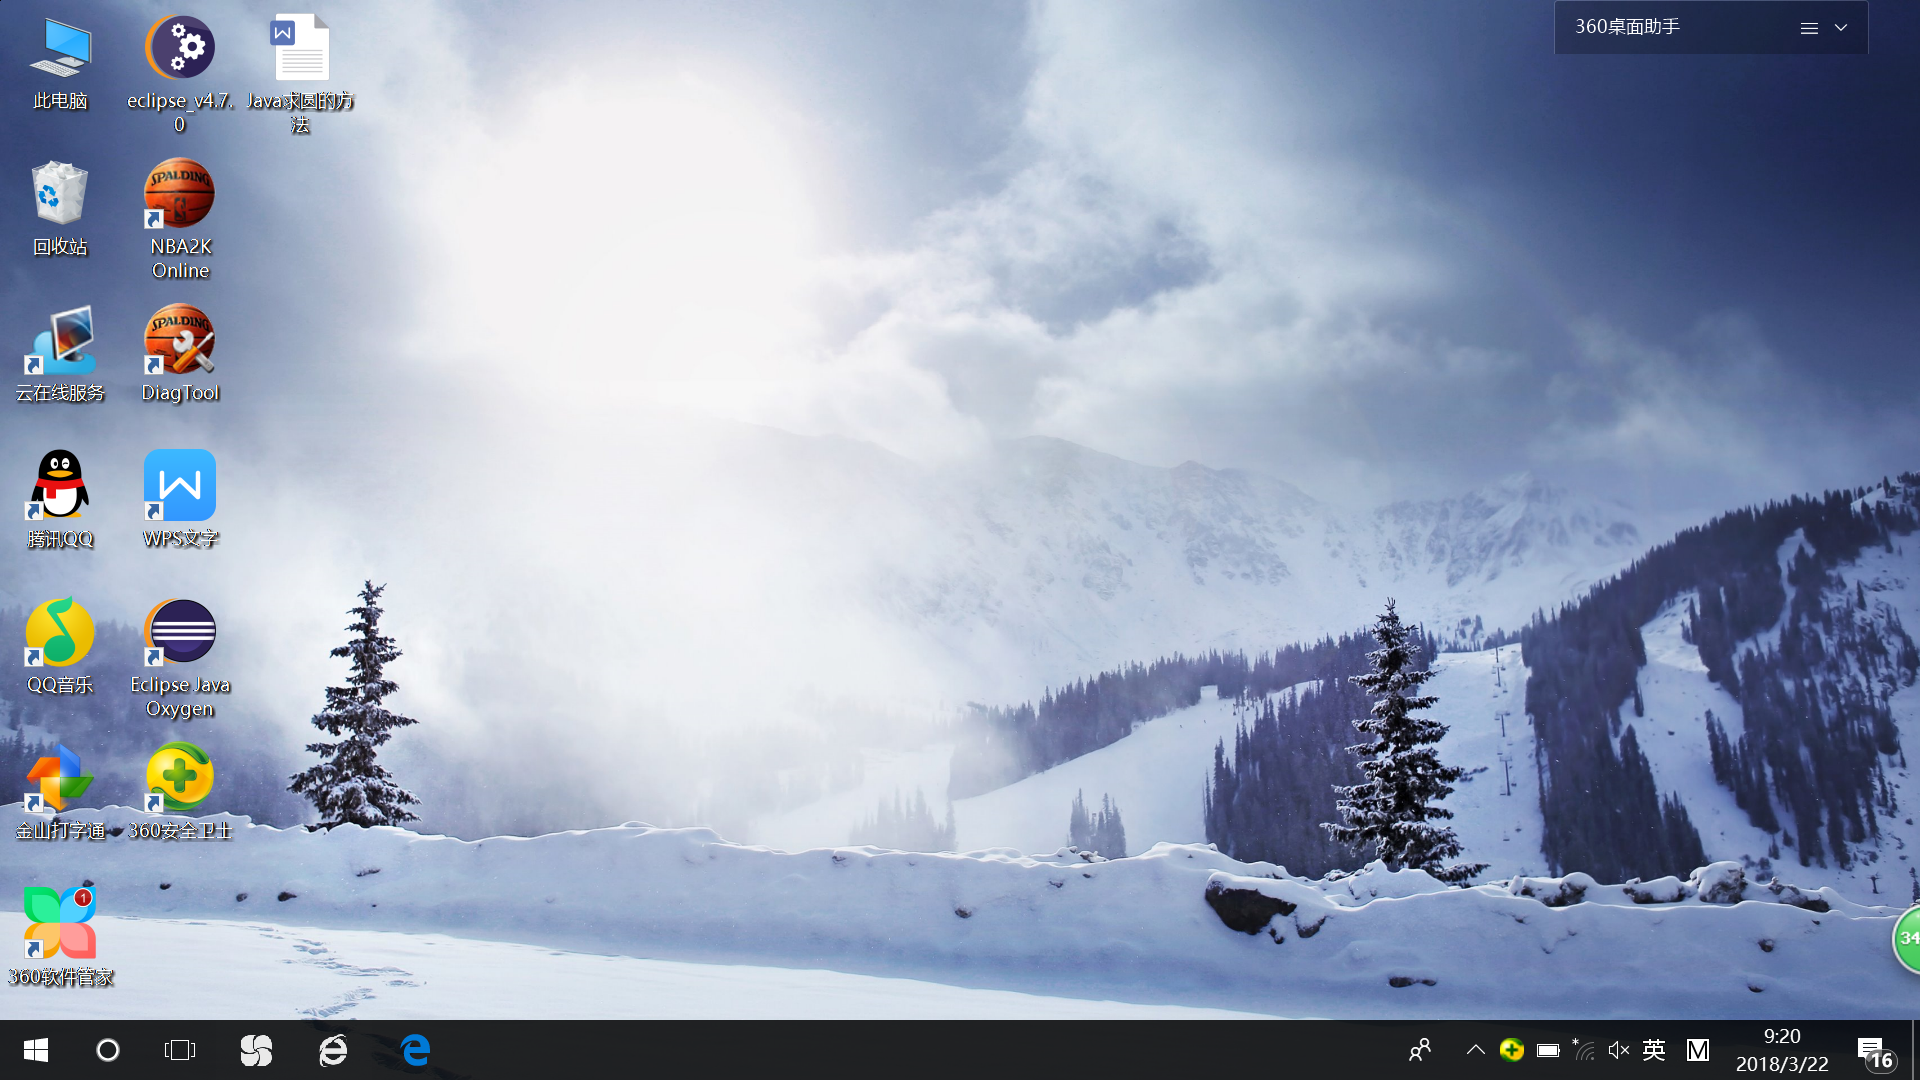 此电脑
eclipse_v4.7.
0
Java求圆的方
法
360桌面助手
回收站
SPALDING
NBA2K
Online
云在线服务
SPALDING
DiagTool
腾讯QQ
WPS文字
QQ音乐
Eclipse Java
Oxygen
金山打字通
360安全卫士
1
360软件管家
34
英
M
9:20
2018/3/22
16